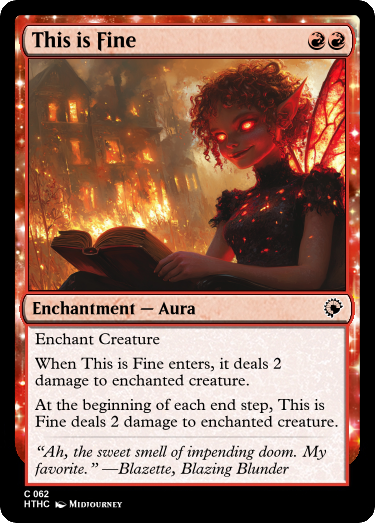 This is Fine
Enchantment — Aura
Enchant Creature
When This is Fine enters, it deals 2
damage to enchanted creature.
At the beginning of each end step, This is
Fine deals 2 damage to enchanted creature.
“Ah, the sweet smell of impending doom. My
favorite.” —Blazette, Blazing Blunder
C 062
HTHC Midjourney